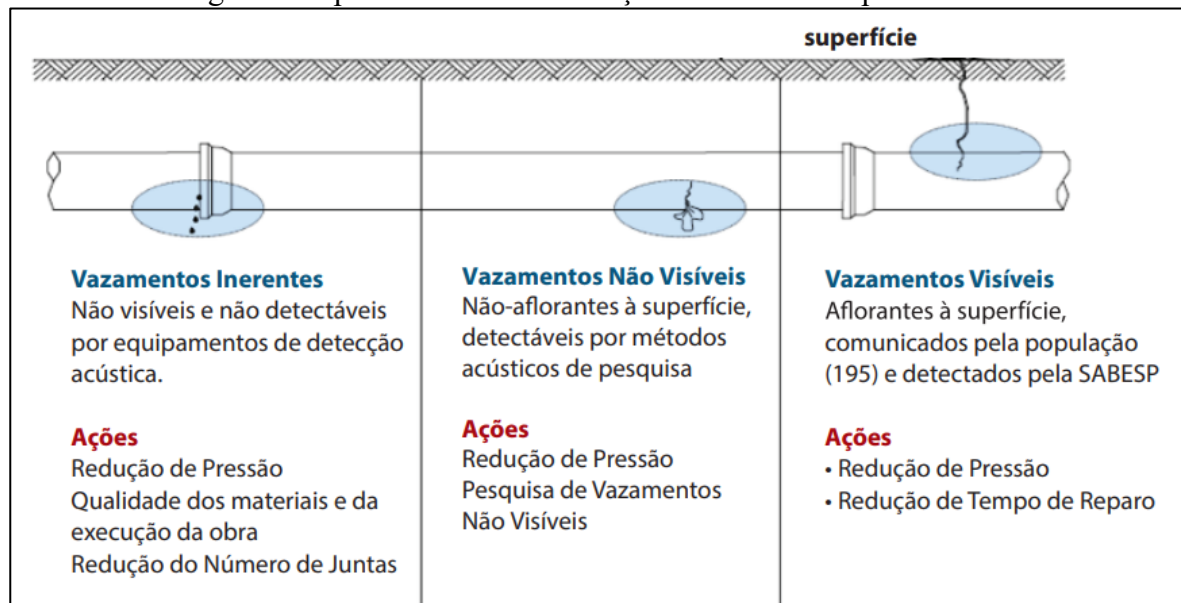 superfície
Vazamentos Inerentes
Não visíveis e não detectáveis
por equipamentos de detecção
acústica.
Ações
Redução de Pressão
Qualidade dos materiais e da
execução da obra
Redução do Número de Juntas
Vazamentos Não Visíveis
Não-aflorantes à superfície,
detectáveis por métodos
acústicos de pesquisa
Ações
Redução de Pressão
Pesquisa de Vazamentos
Não Visíveis
Vazamentos Visíveis
Aflorantes à superfície,
comunicados pela população
(195) e detectados pela SABESP
Ações
• Redução de Pressão
• Redução de Tempo de Reparo